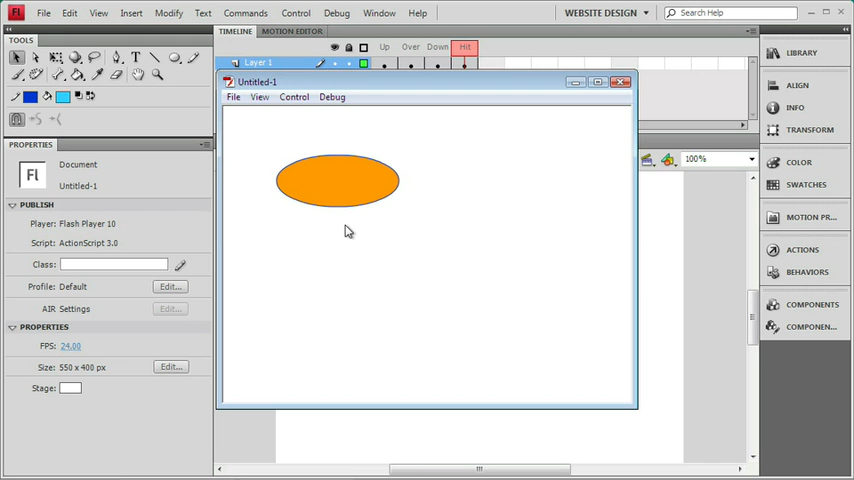 Fl File Edit View Insert Modify Text Commands Control Debug Window Help WEBSITE DESIGN Search Help
TOOLS
TIMELINE MOTION EDITOR
Up Over Down Hit
Layer 1
Untitled-1
File View Control Debug
100%
PROPERTIES
Fl
Document
Untitled-1
PUBLISH
Player: Flash Player 10
Script: ActionScript 3.0
Class:
Profile: Default Edit...
AIR Settings Edit...
PROPERTIES
FPS: 24.00
Size: 550 x 400 px Edit...
Stage:
LIBRARY
ALIGN
INFO
TRANSFORM
COLOR
SWATCHES
MOTION PR...
ACTIONS
BEHAVIORS
COMPONENTS
COMPONEN...